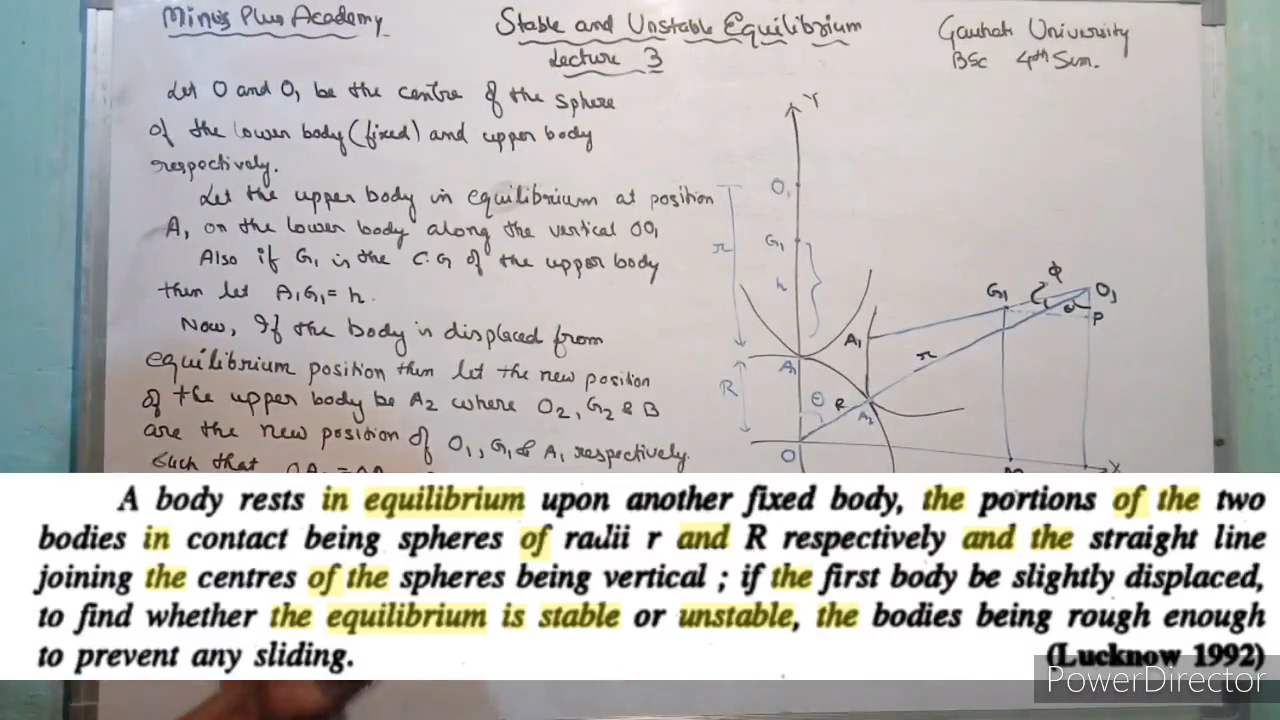 Minus Plus Academy
Stable and Unstable Equilibrium
Lecture 3
Gauhati University
BSc 4th Sem.
Let O and O₁ be the centre of the sphere
of the lower body (fixed) and upper body
respectively.
Let the upper body in equilibrium at position
A₁ on the lower body along the vertical OO₁
Also if G₁ is the C.G of the upper body
then let A₁G₁ = h.
Now, If the body is displaced from
equilibrium position then let the new position
of the upper body be A₂ where O₂, G₂ & B
are the new position of O₁, G₁ & A₁ respectively.
Such that
Y
O₁
G₁
r
h
A₁
R
θ
R
A₂
O
A₁
r
G₁
φ
O₁
θ
P
M
X
A body rests in equilibrium upon another fixed body, the portions of the two
bodies in contact being spheres of radii r and R respectively and the straight line
joining the centres of the spheres being vertical ; if the first body be slightly displaced,
to find whether the equilibrium is stable or unstable, the bodies being rough enough
to prevent any sliding.
(Lucknow 1992)
PowerDirector